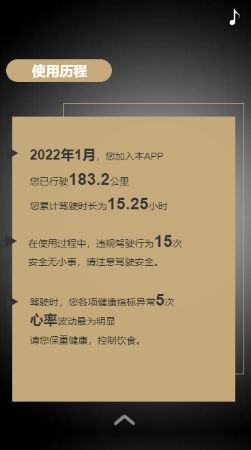 使用历程
2022年1月，您加入本APP
您已行驶183.2公里
您累计驾驶时长为15.25小时
在使用过程中，违规驾驶行为15次
安全无小事，请注意驾驶安全。
驾驶时，您各项健康指标异常5次
心率波动最为明显
请您保重健康，控制饮食。